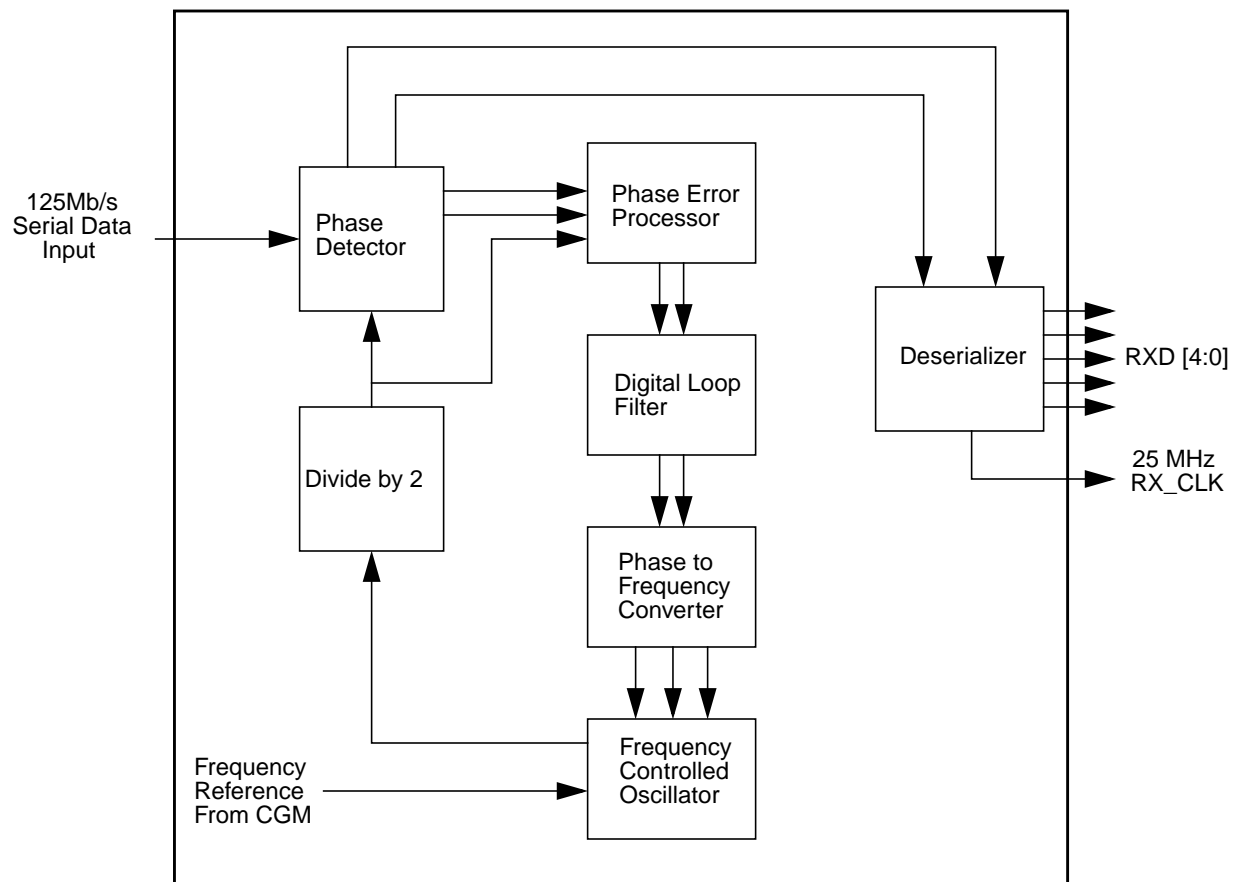 125Mb/s
Serial Data
Input
Phase
Detector
Phase Error
Processor
Deserializer
RXD [4:0]
Digital Loop
Filter
Divide by 2
25 MHz
RX_CLK
Phase to
Frequency
Converter
Frequency
Controlled
Oscillator
Frequency
Reference
From CGM